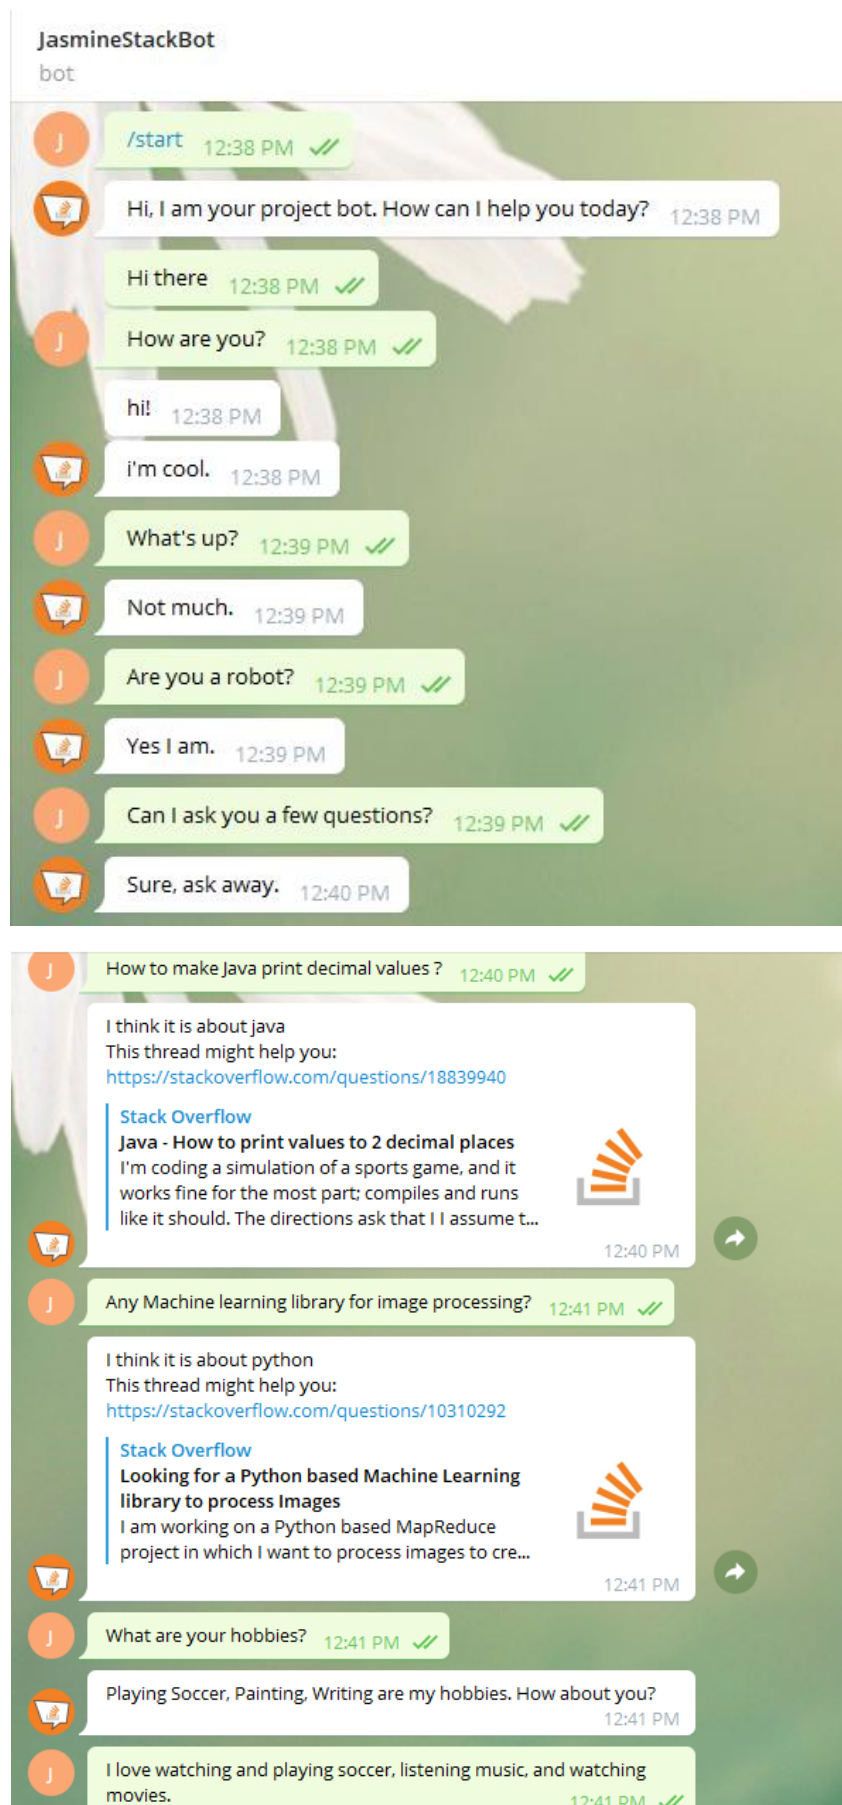 JasmineStackBot
bot
J
/start 12:38 PM
Hi, I am your project bot. How can I help you today? 12:38 PM
Hi there 12:38 PM
J
How are you? 12:38 PM
hi! 12:38 PM
i'm cool. 12:38 PM
J
What's up? 12:39 PM
Not much. 12:39 PM
J
Are you a robot? 12:39 PM
Yes I am. 12:39 PM
J
Can I ask you a few questions? 12:39 PM
Sure, ask away. 12:40 PM
J
How to make Java print decimal values ? 12:40 PM
I think it is about java
This thread might help you:
https://stackoverflow.com/questions/18839940
Stack Overflow
Java - How to print values to 2 decimal places
I'm coding a simulation of a sports game, and it
works fine for the most part; compiles and runs
like it should. The directions ask that I I assume t...
12:40 PM
J
Any Machine learning library for image processing? 12:41 PM
I think it is about python
This thread might help you:
https://stackoverflow.com/questions/10310292
Stack Overflow
Looking for a Python based Machine Learning
library to process Images
I am working on a Python based MapReduce
project in which I want to process images to cre...
12:41 PM
J
What are your hobbies? 12:41 PM
Playing Soccer, Painting, Writing are my hobbies. How about you?
12:41 PM
J
I love watching and playing soccer, listening music, and watching
movies. 12:41 PM